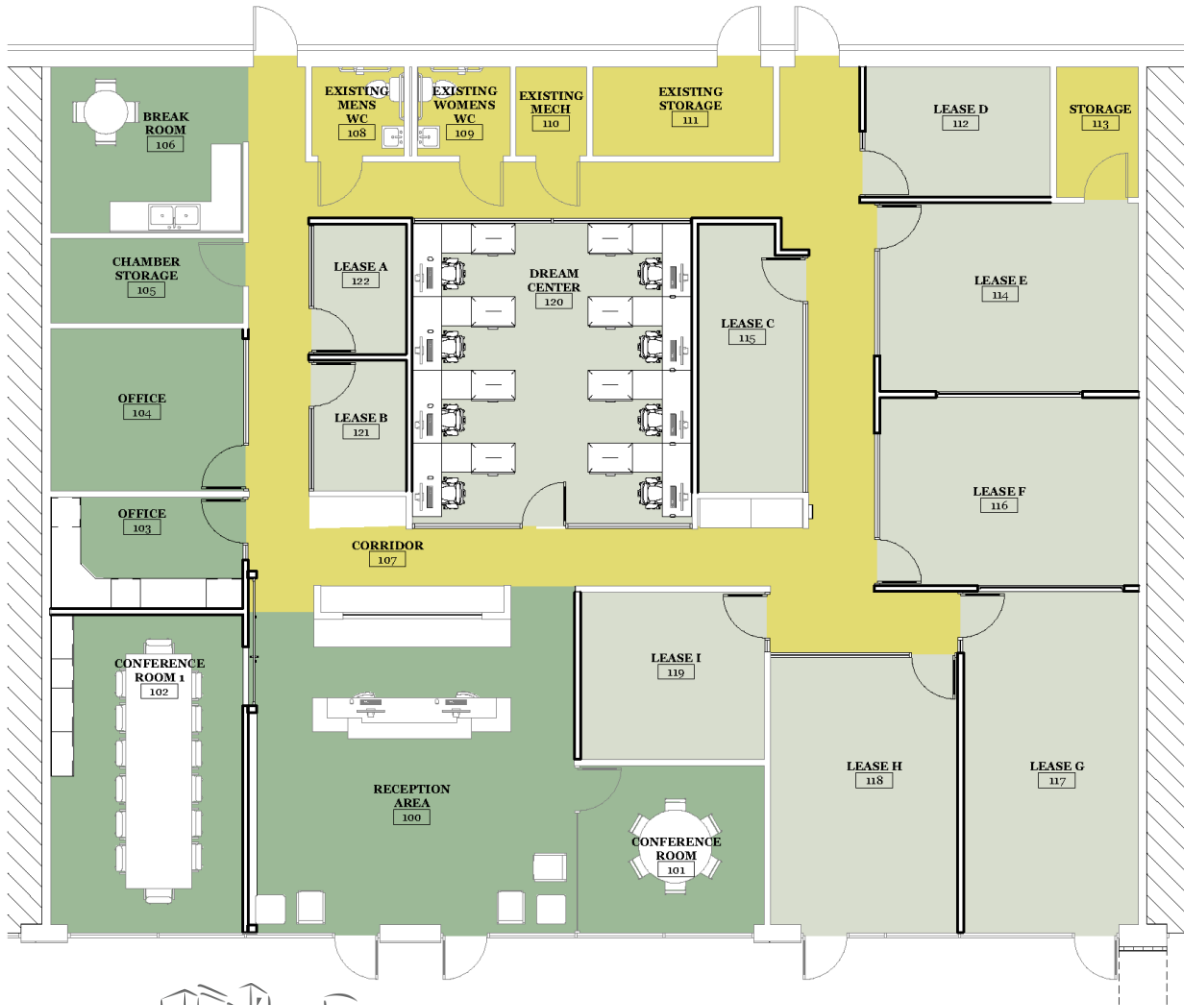 BREAK
ROOM
106
EXISTING
MENS
WC
108
EXISTING
WOMENS
WC
109
EXISTING
MECH
110
EXISTING
STORAGE
111
LEASE D
112
STORAGE
113
CHAMBER
STORAGE
105
LEASE A
122
DREAM
CENTER
120
LEASE C
115
LEASE E
114
OFFICE
104
LEASE B
121
LEASE F
116
OFFICE
103
CORRIDOR
107
CONFERENCE
ROOM 1
102
LEASE I
119
RECEPTION
AREA
100
CONFERENCE
ROOM
101
LEASE H
118
LEASE G
117